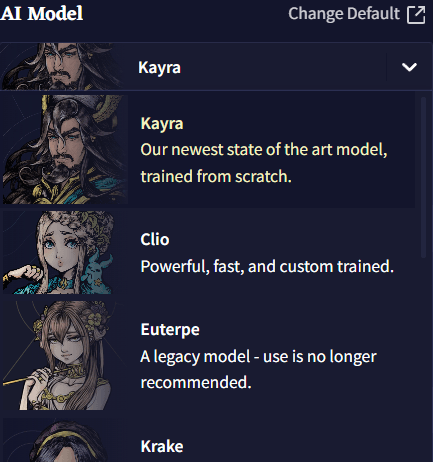 AI Model
Change Default
Kayra
Kayra
Our newest state of the art model,
trained from scratch.
Clio
Powerful, fast, and custom trained.
Euterpe
A legacy model - use is no longer
recommended.
Krake